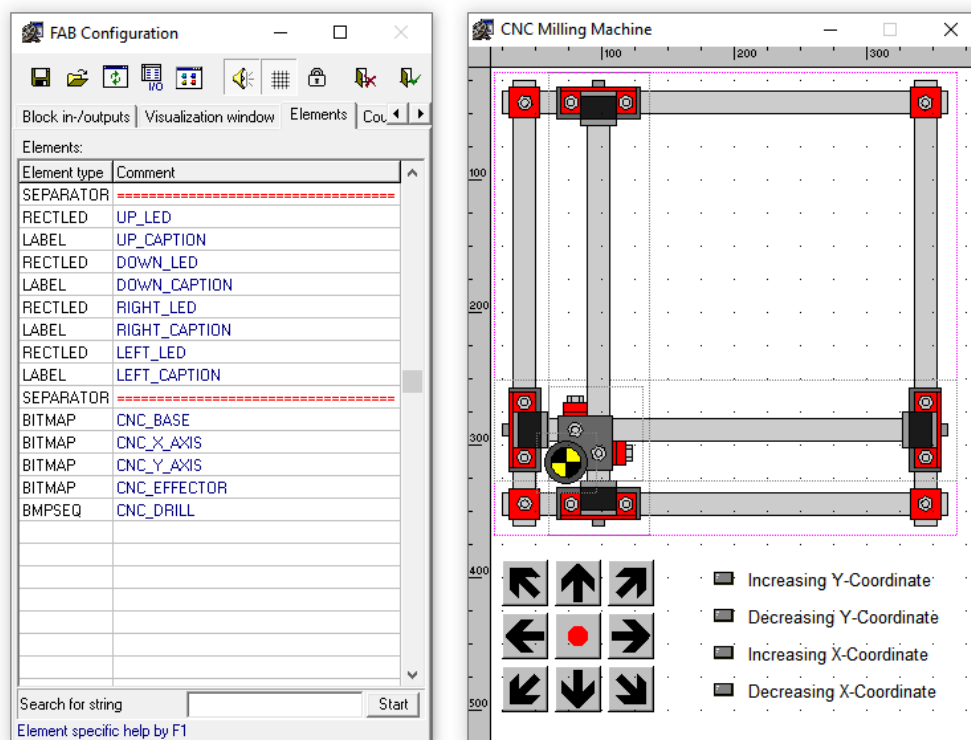 FAB Configuration
I/O
Block in-/outputs
Visualization window
Elements
Cou
Elements:
Element type Comment
SEPARATOR ===================================
RECTLED UP_LED
LABEL UP_CAPTION
RECTLED DOWN_LED
LABEL DOWN_CAPTION
RECTLED RIGHT_LED
LABEL RIGHT_CAPTION
RECTLED LEFT_LED
LABEL LEFT_CAPTION
SEPARATOR ===================================
BITMAP CNC_BASE
BITMAP CNC_X_AXIS
BITMAP CNC_Y_AXIS
BITMAP CNC_EFFECTOR
BMPSEQ CNC_DRILL
Search for string
Start
Element specific help by F1
CNC Milling Machine
100 200 300
100
200
300
400
500
Increasing Y-Coordinate
Decreasing Y-Coordinate
Increasing X-Coordinate
Decreasing X-Coordinate